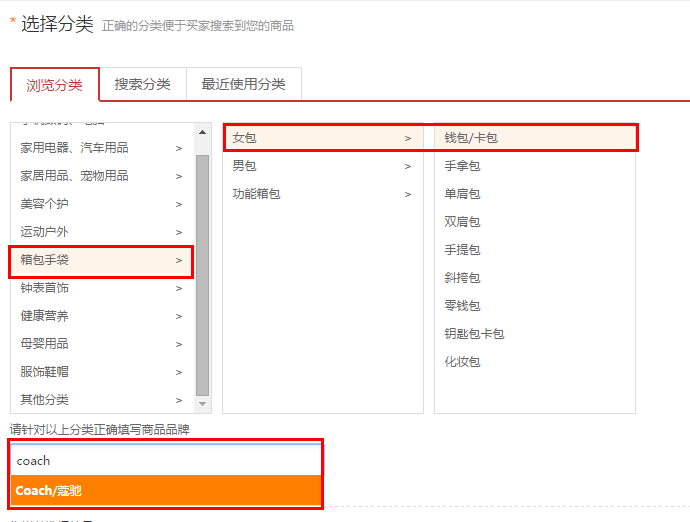 * 选择分类 正确的分类便于买家搜索到您的商品
浏览分类 搜索分类 最近使用分类
家用电器、汽车用品 >
家居用品、宠物用品 >
美容个护 >
运动户外 >
箱包手袋 >
钟表首饰 >
健康营养 >
母婴用品 >
服饰鞋帽 >
其他分类 >
女包 >
男包 >
功能箱包 >
钱包/卡包
手拿包
单肩包
双肩包
手提包
斜挎包
零钱包
钥匙包卡包
化妆包
请针对以上分类正确填写商品品牌
coach
Coach/蔻驰